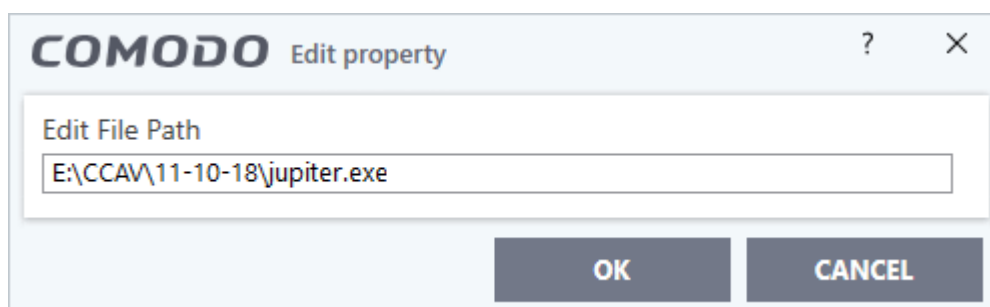 COMODO Edit property ? ×
Edit File Path
E:\CCAV\11-10-18\jupiter.exe
OK CANCEL